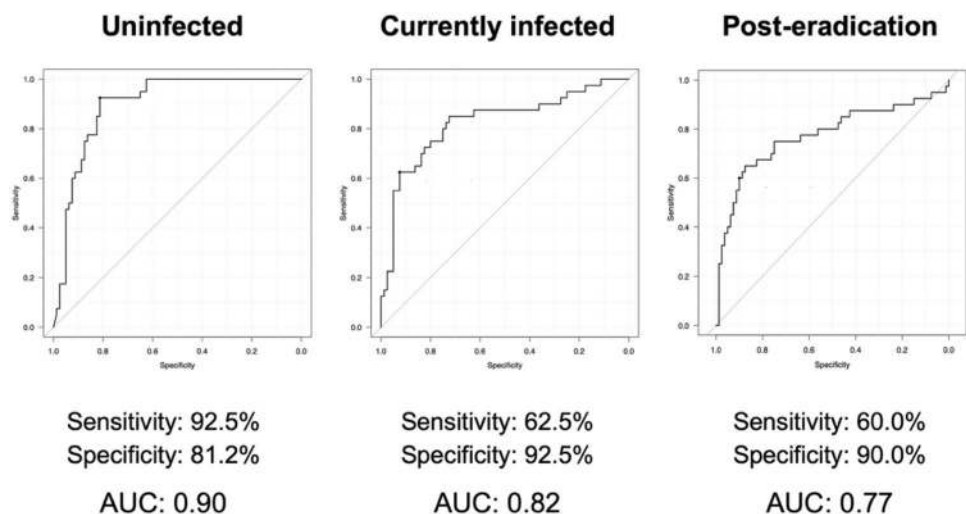 Uninfected
Currently infected
Post-eradication
1.0
0.8
0.6
0.4
0.2
0.0
Sensitivity
1.0
0.8
0.6
0.4
0.2
0.0
Specificity
1.0
0.8
0.6
0.4
0.2
0.0
Sensitivity
1.0
0.8
0.6
0.4
0.2
0.0
Specificity
1.0
0.8
0.6
0.4
0.2
0.0
Sensitivity
1.0
0.8
0.6
0.4
0.2
0.0
Specificity
Sensitivity: 92.5%
Specificity: 81.2%
AUC: 0.90
Sensitivity: 62.5%
Specificity: 92.5%
AUC: 0.82
Sensitivity: 60.0%
Specificity: 90.0%
AUC: 0.77